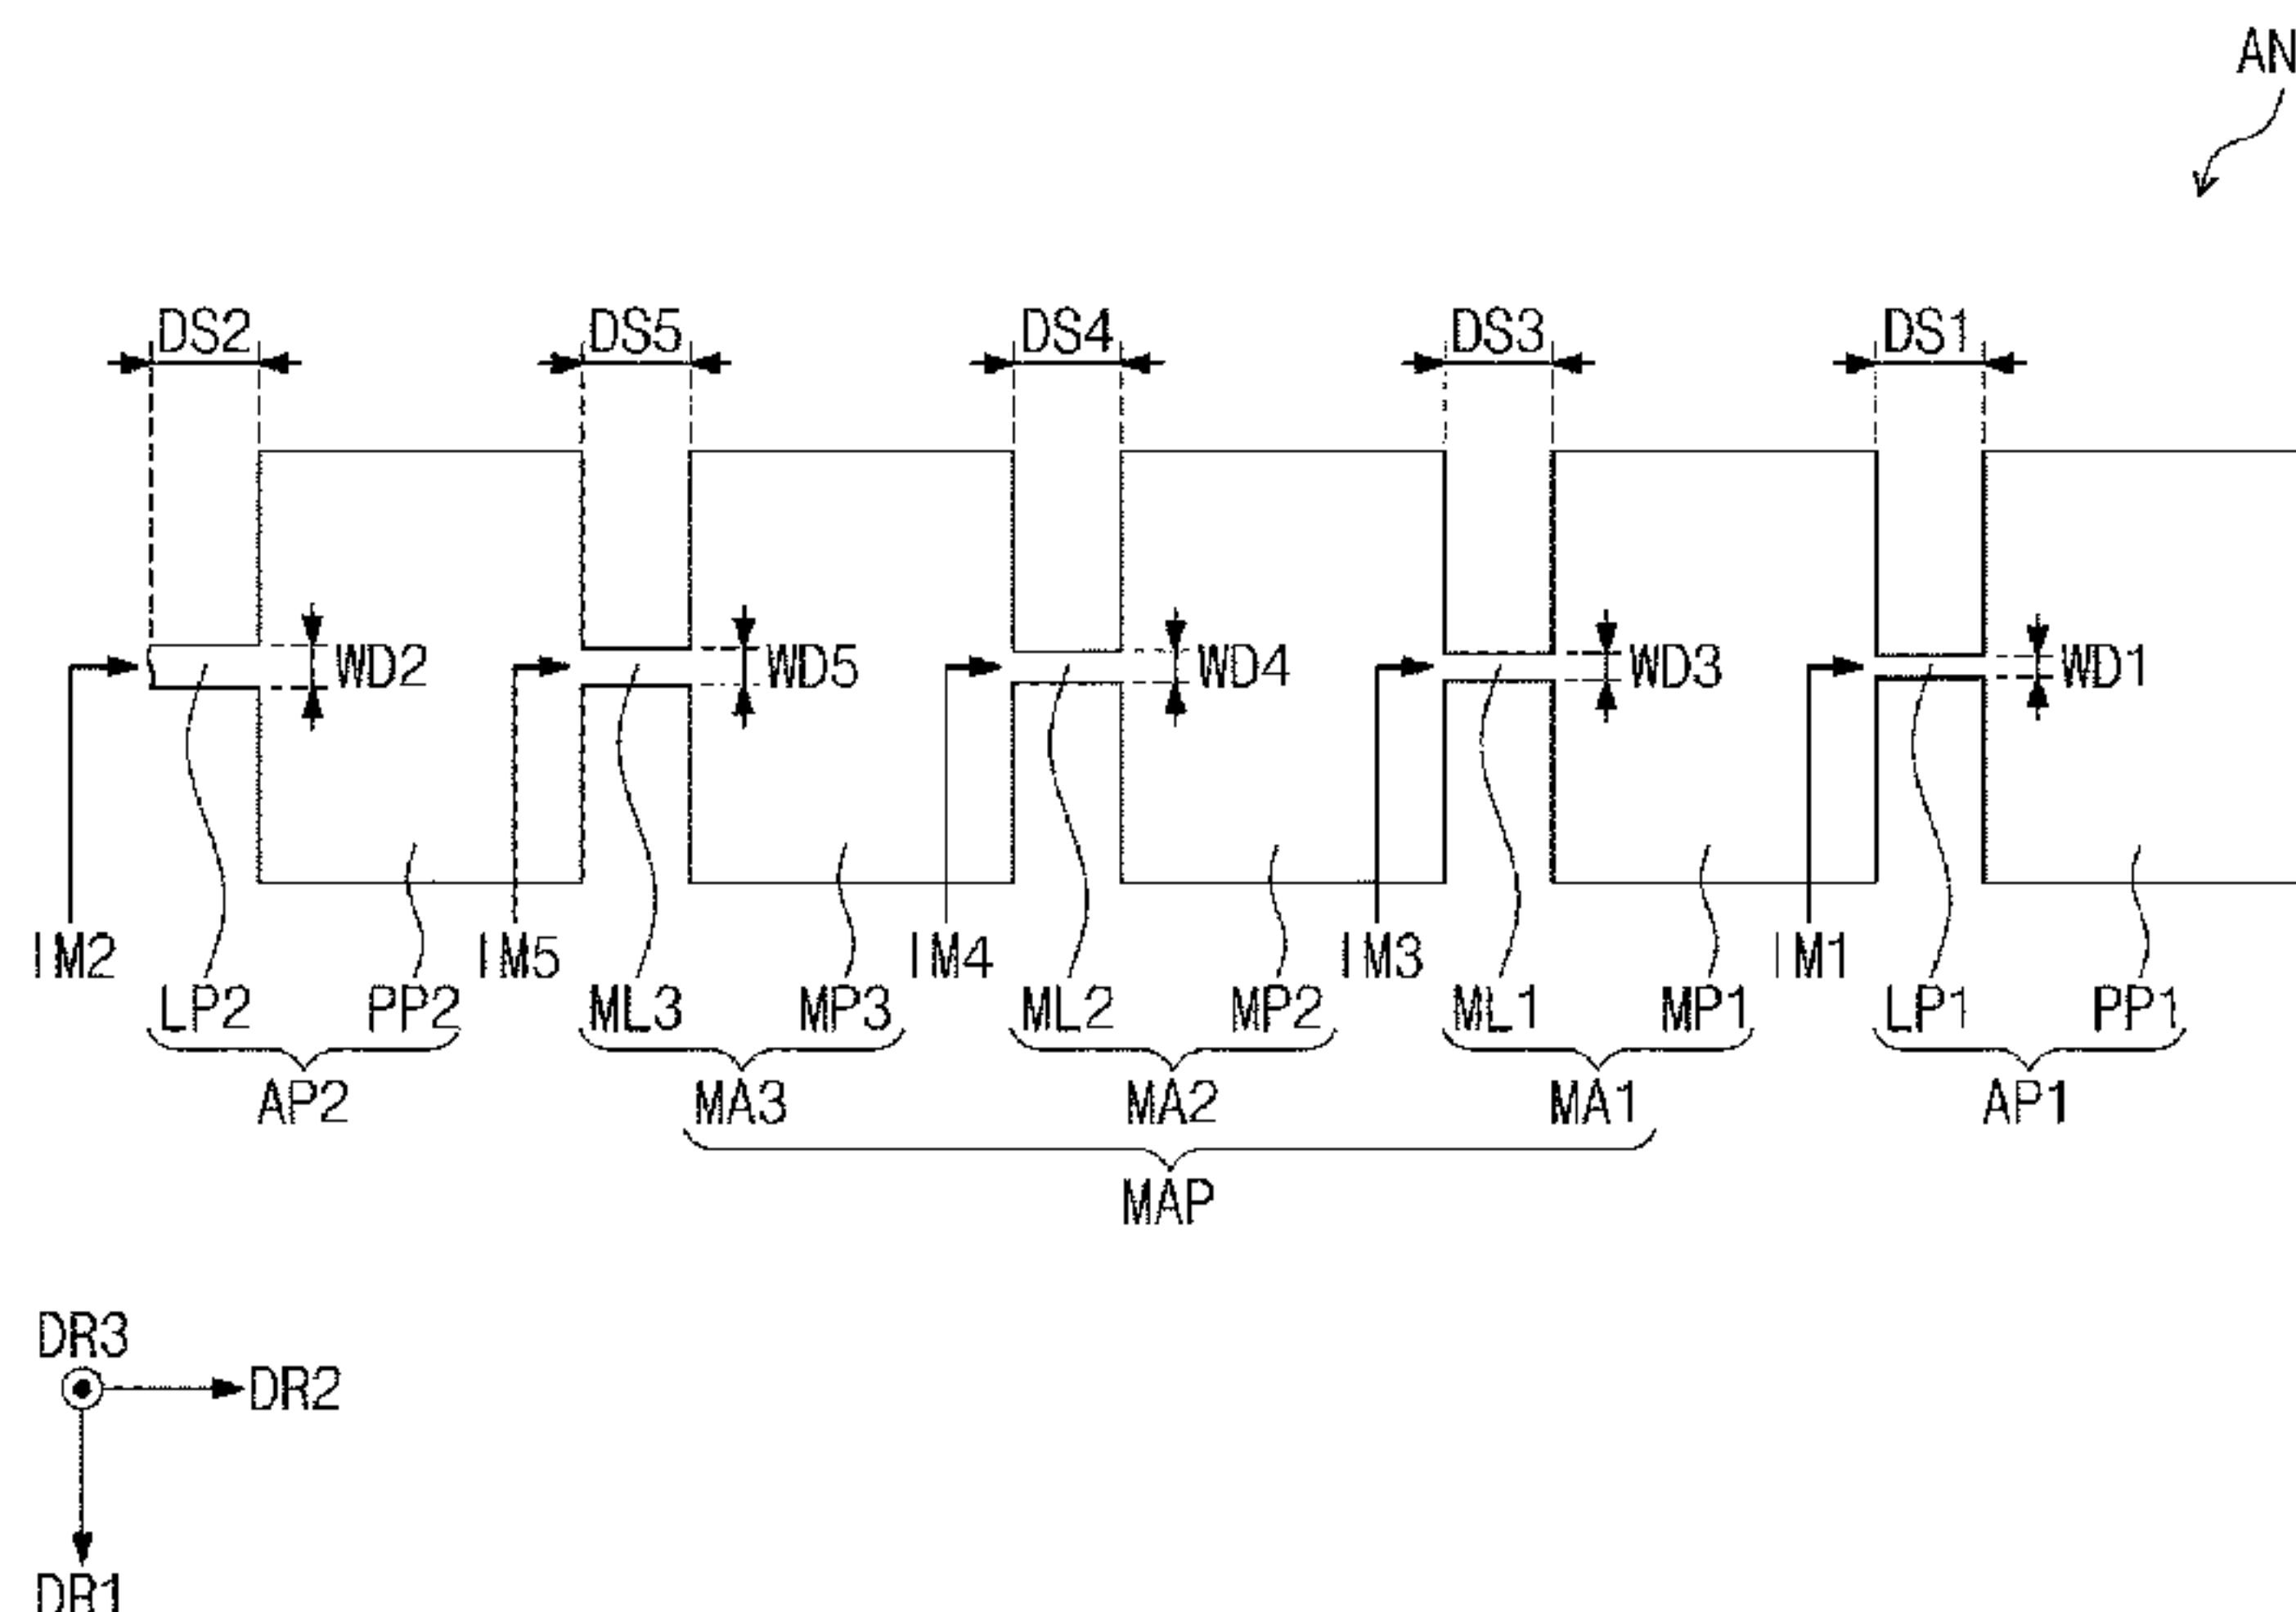 AN
DS2 DS5 DS4 DS3 DS1
WD2 WD5 WD4 WD3 WD1
IM2 IM5 IM4 IM3 IM1
LP2 PP2 ML3 MP3 ML2 MP2 ML1 MP1 LP1 PP1
AP2 MA3 MA2 MA1 AP1
MAP
DR3
DR2
DR1